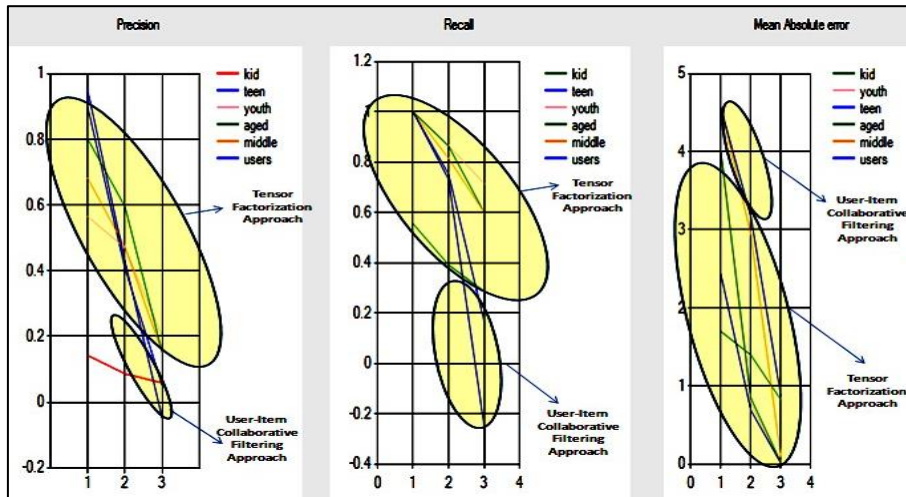 Precision
Recall
Mean Absolute error
1
0.8
0.6
0.4
0.2
0
-0.2
1 2 3
kid
teen
youth
aged
middle
users
Tensor
Factorization
Approach
User-Item
Collaborative
Filtering
Approach
1.2
1
0.8
0.6
0.4
0.2
0
-0.2
-0.4
0 1 2 3 4
kid
teen
youth
aged
middle
users
Tensor
Factorization
Approach
User-Item
Collaborative
Filtering
Approach
5
4
3
2
1
0
0 1 2 3 4
kid
youth
teen
aged
middle
users
User-Item
Collaborative
Filtering
Approach
Tensor
Factorization
Approach